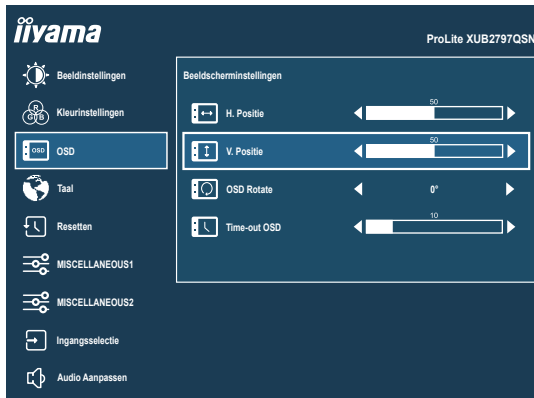 iiyama
ProLite XUB2797QSN
Beeldinstellingen
Kleurinstellingen
R
G B
OSD OSD
Taal
Resetten
MISCELLANEOUS1
MISCELLANEOUS2
Ingangsselectie
Audio Aanpassen
Beeldscherminstellingen
H. Positie 50
V. Positie 50
OSD Rotate 0°
Time-out OSD 10